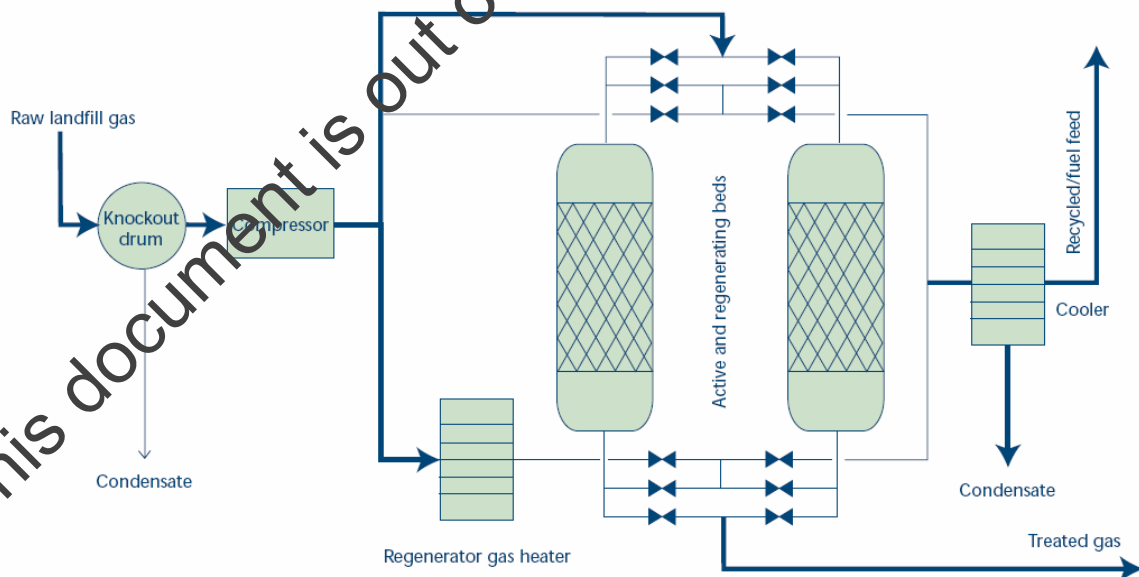 This document is out o
Raw landfill gas
Knockout
drum
Compressor
Active and regenerating beds
Recycled/fuel feed
Cooler
Condensate
Condensate
Regenerator gas heater
Treated gas